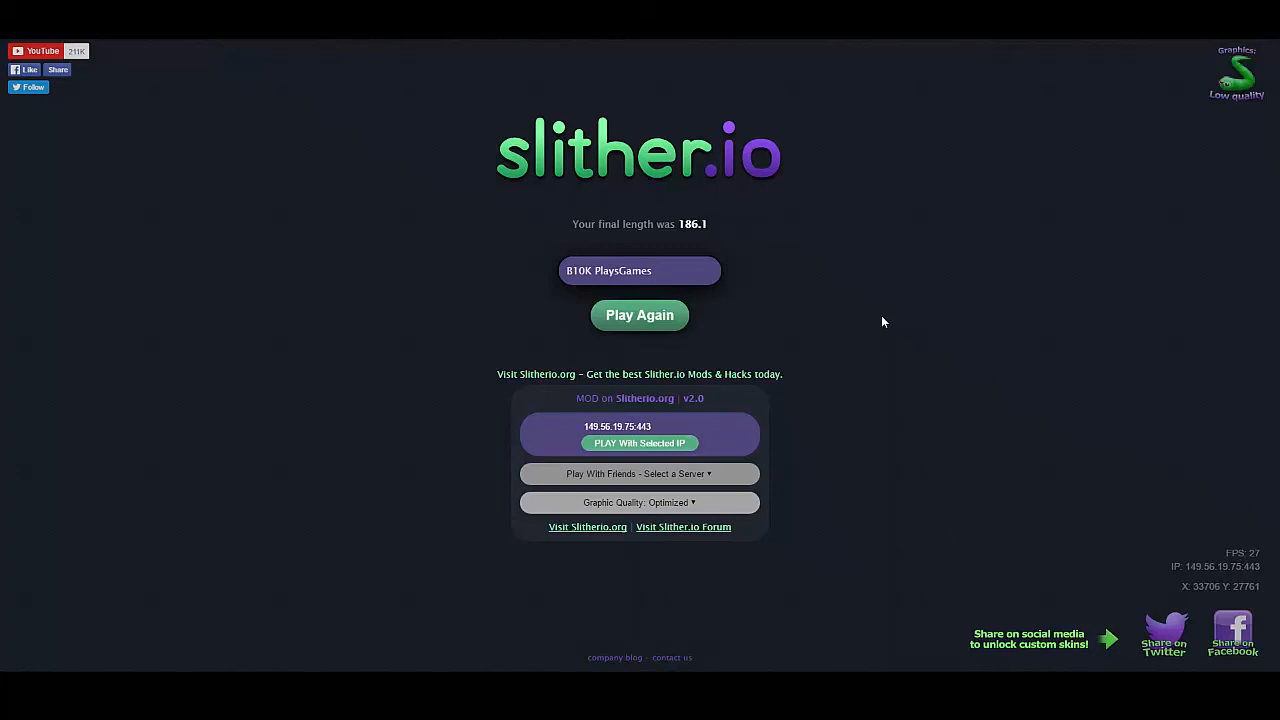 YouTube 211K
Like Share
Follow
Graphics:
Low quality
slither.io
Your final length was 186.1
B10K PlaysGames
Play Again
Visit Slitherio.org - Get the best Slither.io Mods & Hacks today.
MOD on Slitherio.org | v2.0
149.56.19.75:443
PLAY With Selected IP
Play With Friends - Select a Server
Graphic Quality: Optimized
Visit Slitherio.org | Visit Slither.io Forum
FPS: 27
IP: 149.56.19.75:443
X: 33706 Y: 27761
Share on social media
to unlock custom skins!
Share on
Twitter
Share on
Facebook
company blog - contact us